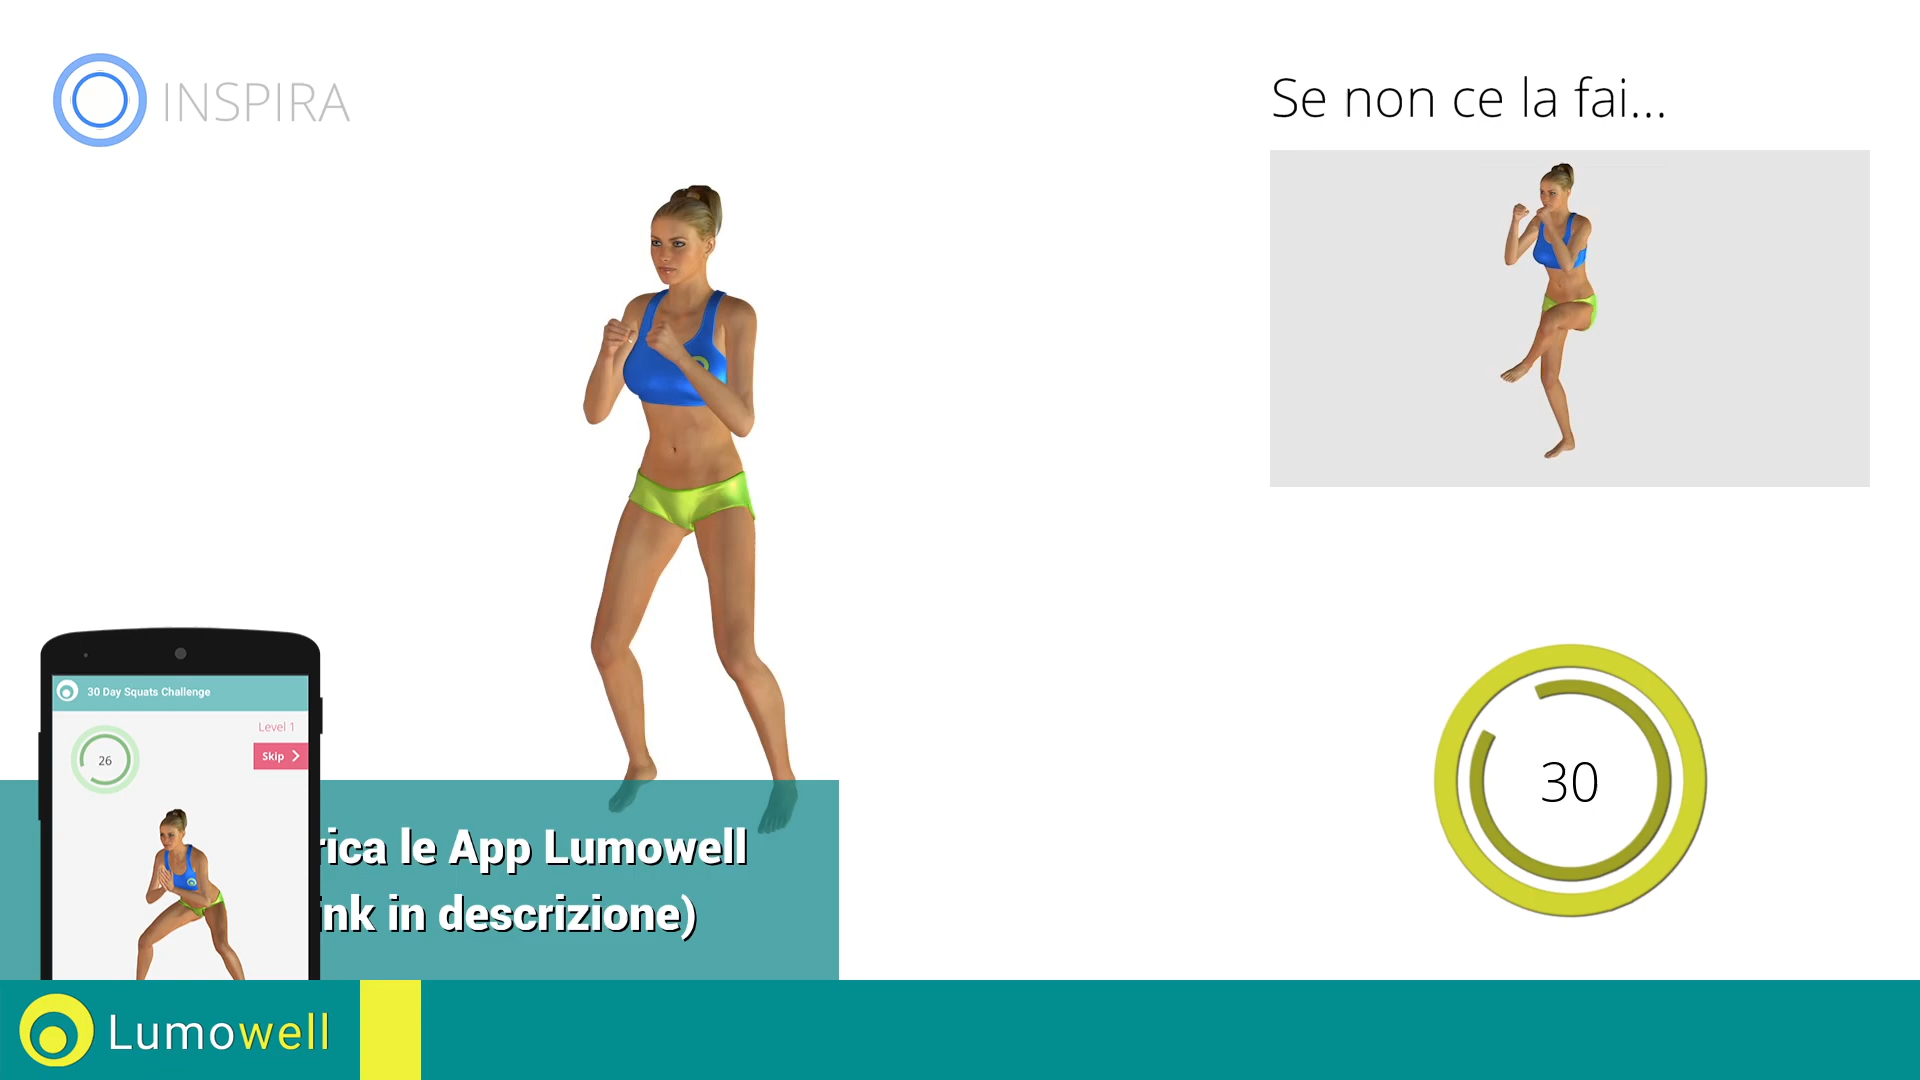 INSPIRA
Se non ce la fai...
30 Day Squats Challenge
Level 1
26
Skip
30
rica le App Lumowell
ink in descrizione)
Lumowell